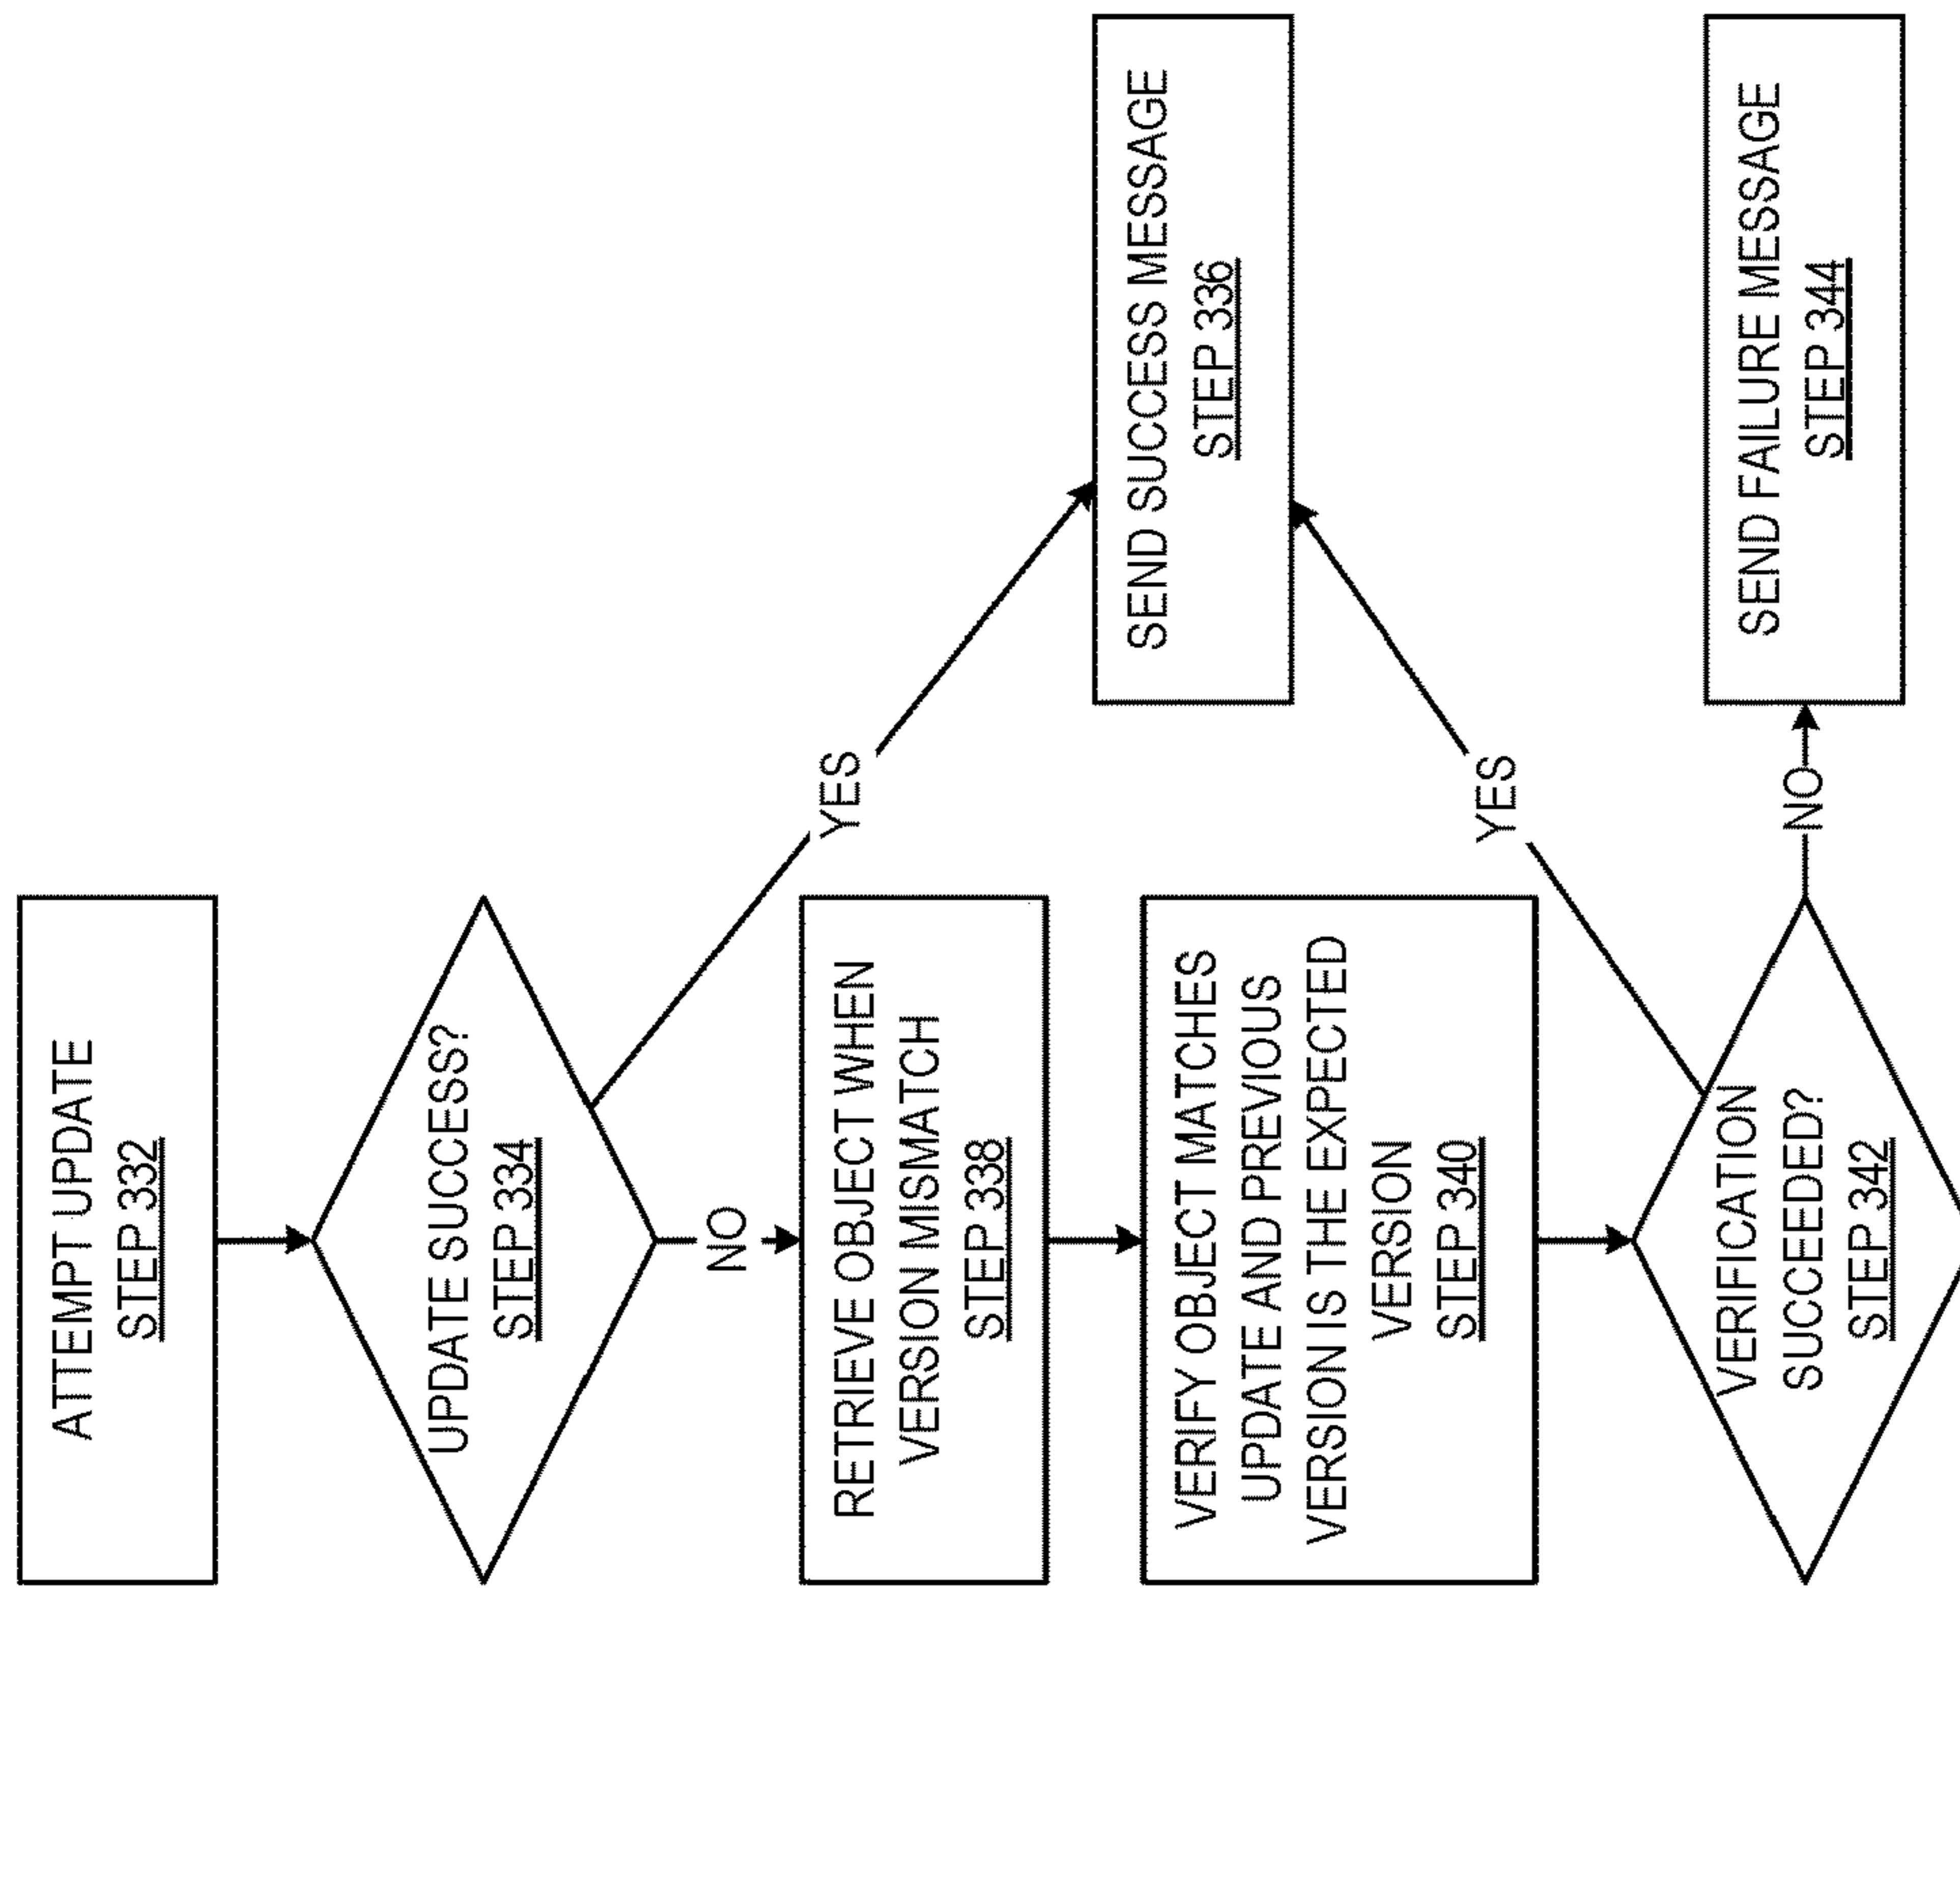 ATTEMPT UPDATE
STEP 332
UPDATE SUCCESS?
STEP 334
YES
NO
SEND SUCCESS MESSAGE
STEP 336
RETRIEVE OBJECT WHEN
VERSION MISMATCH
STEP 338
VERIFY OBJECT MATCHES
UPDATE AND PREVIOUS
VERSION IS THE EXPECTED
VERSION
STEP 340
YES
VERIFICATION
SUCCEEDED?
STEP 342
NO
SEND FAILURE MESSAGE
STEP 344